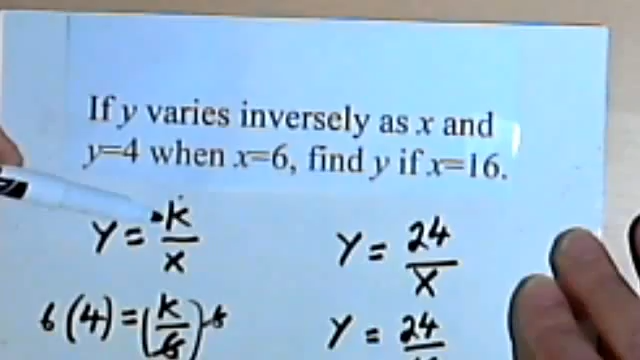 If y varies inversely as x and
y=4 when x=6, find y if x=16.
y = k/x
y = 24/x
6(4) = (k/6)6
y = 24/